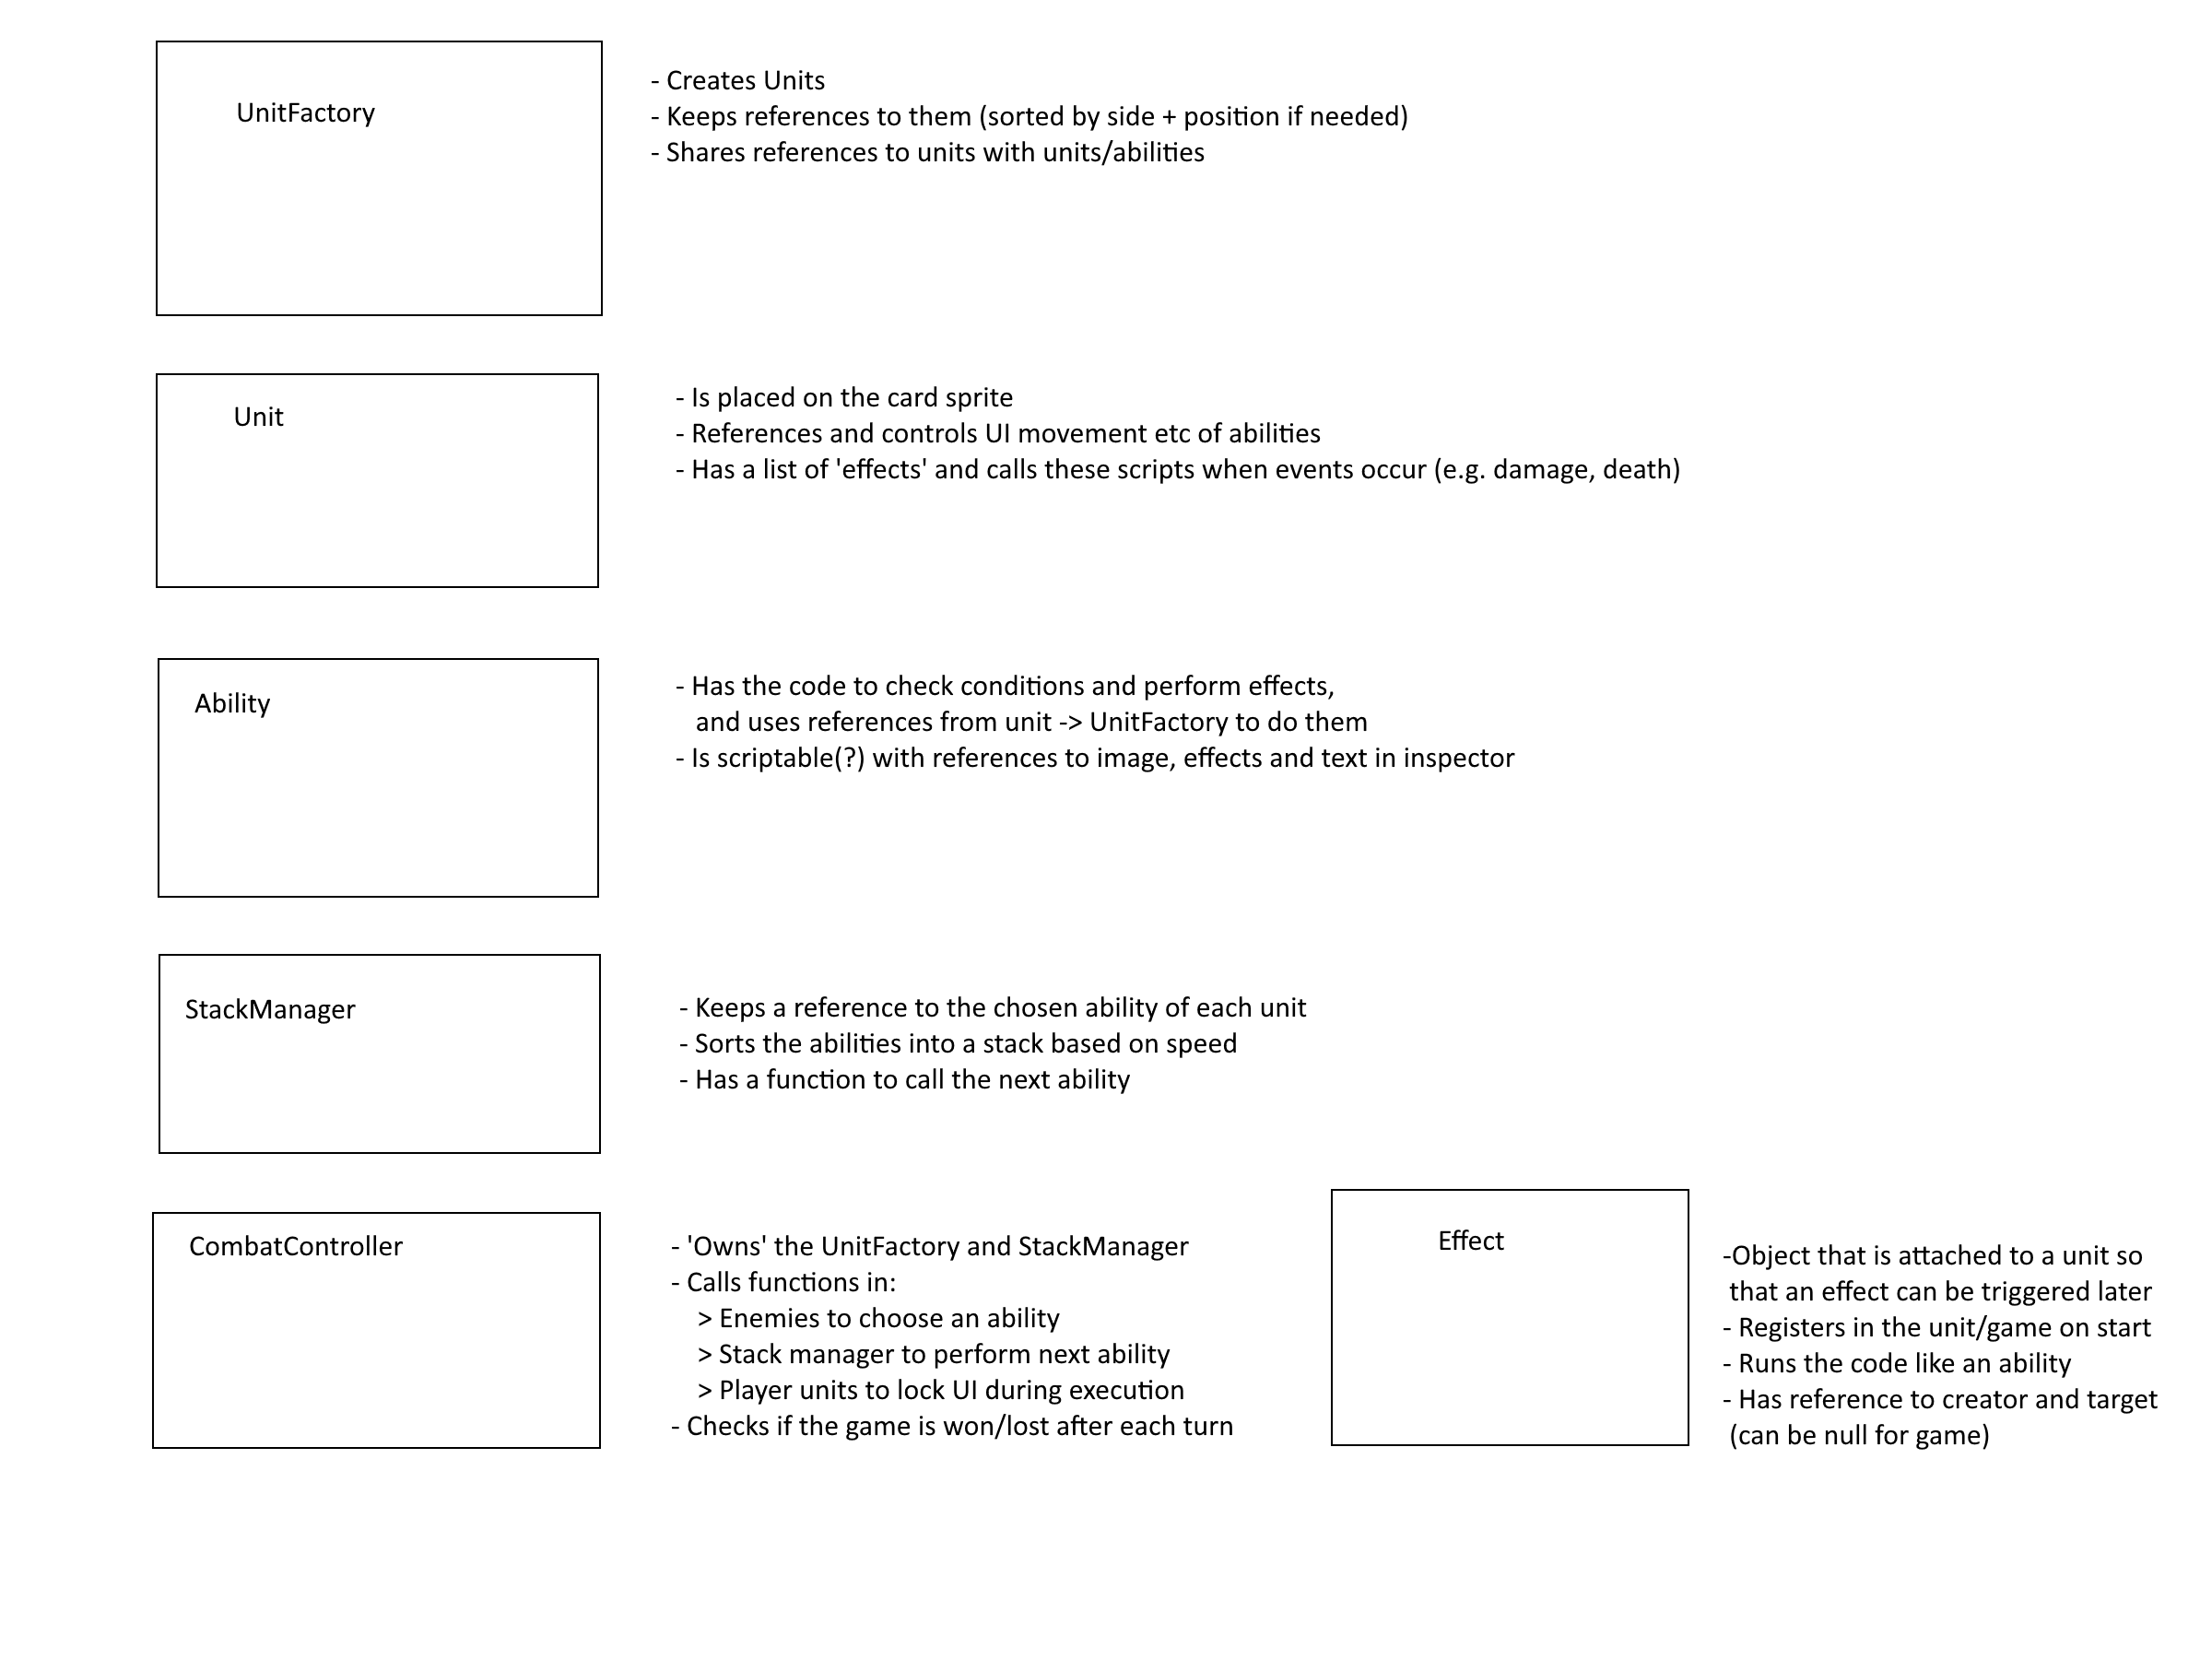 UnitFactory
- Creates Units
- Keeps references to them (sorted by side + position if needed)
- Shares references to units with units/abilities
Unit
- Is placed on the card sprite
- References and controls UI movement etc of abilities
- Has a list of 'effects' and calls these scripts when events occur (e.g. damage, death)
Ability
- Has the code to check conditions and perform effects,
and uses references from unit -> UnitFactory to do them
- Is scriptable(?) with references to image, effects and text in inspector
StackManager
- Keeps a reference to the chosen ability of each unit
- Sorts the abilities into a stack based on speed
- Has a function to call the next ability
CombatController
- 'Owns' the UnitFactory and StackManager
- Calls functions in:
> Enemies to choose an ability
> Stack manager to perform next ability
> Player units to lock UI during execution
- Checks if the game is won/lost after each turn
Effect
-Object that is attached to a unit so
that an effect can be triggered later
- Registers in the unit/game on start
- Runs the code like an ability
- Has reference to creator and target
(can be null for game)